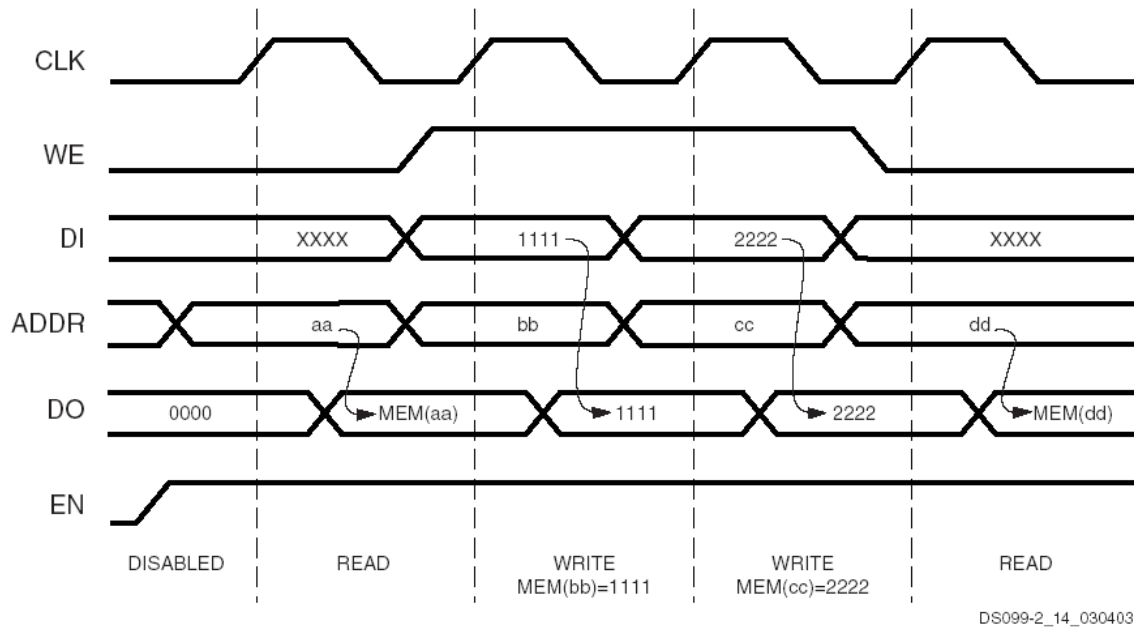 CLK
WE
DI XXXX 1111 2222 XXXX
ADDR aa bb cc dd
DO 0000 MEM(aa) 1111 2222 MEM(dd)
EN
DISABLED READ WRITE WRITE READ
MEM(bb)=1111 MEM(cc)=2222
DS099-2_14_030403